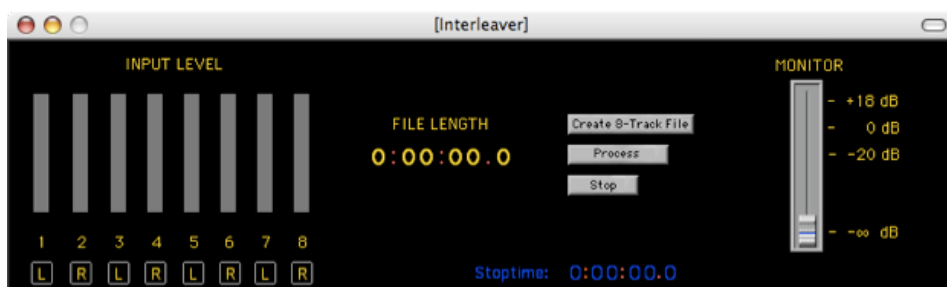 [Interleaver]
INPUT LEVEL
1 2 3 4 5 6 7 8
L R L R L R L R
FILE LENGTH
0:00:00.0
Create 8-Track File
Process
Stop
Stoptime: 0:00:00.0
MONITOR
- +18 dB
- 0 dB
- -20 dB
- -∞ dB